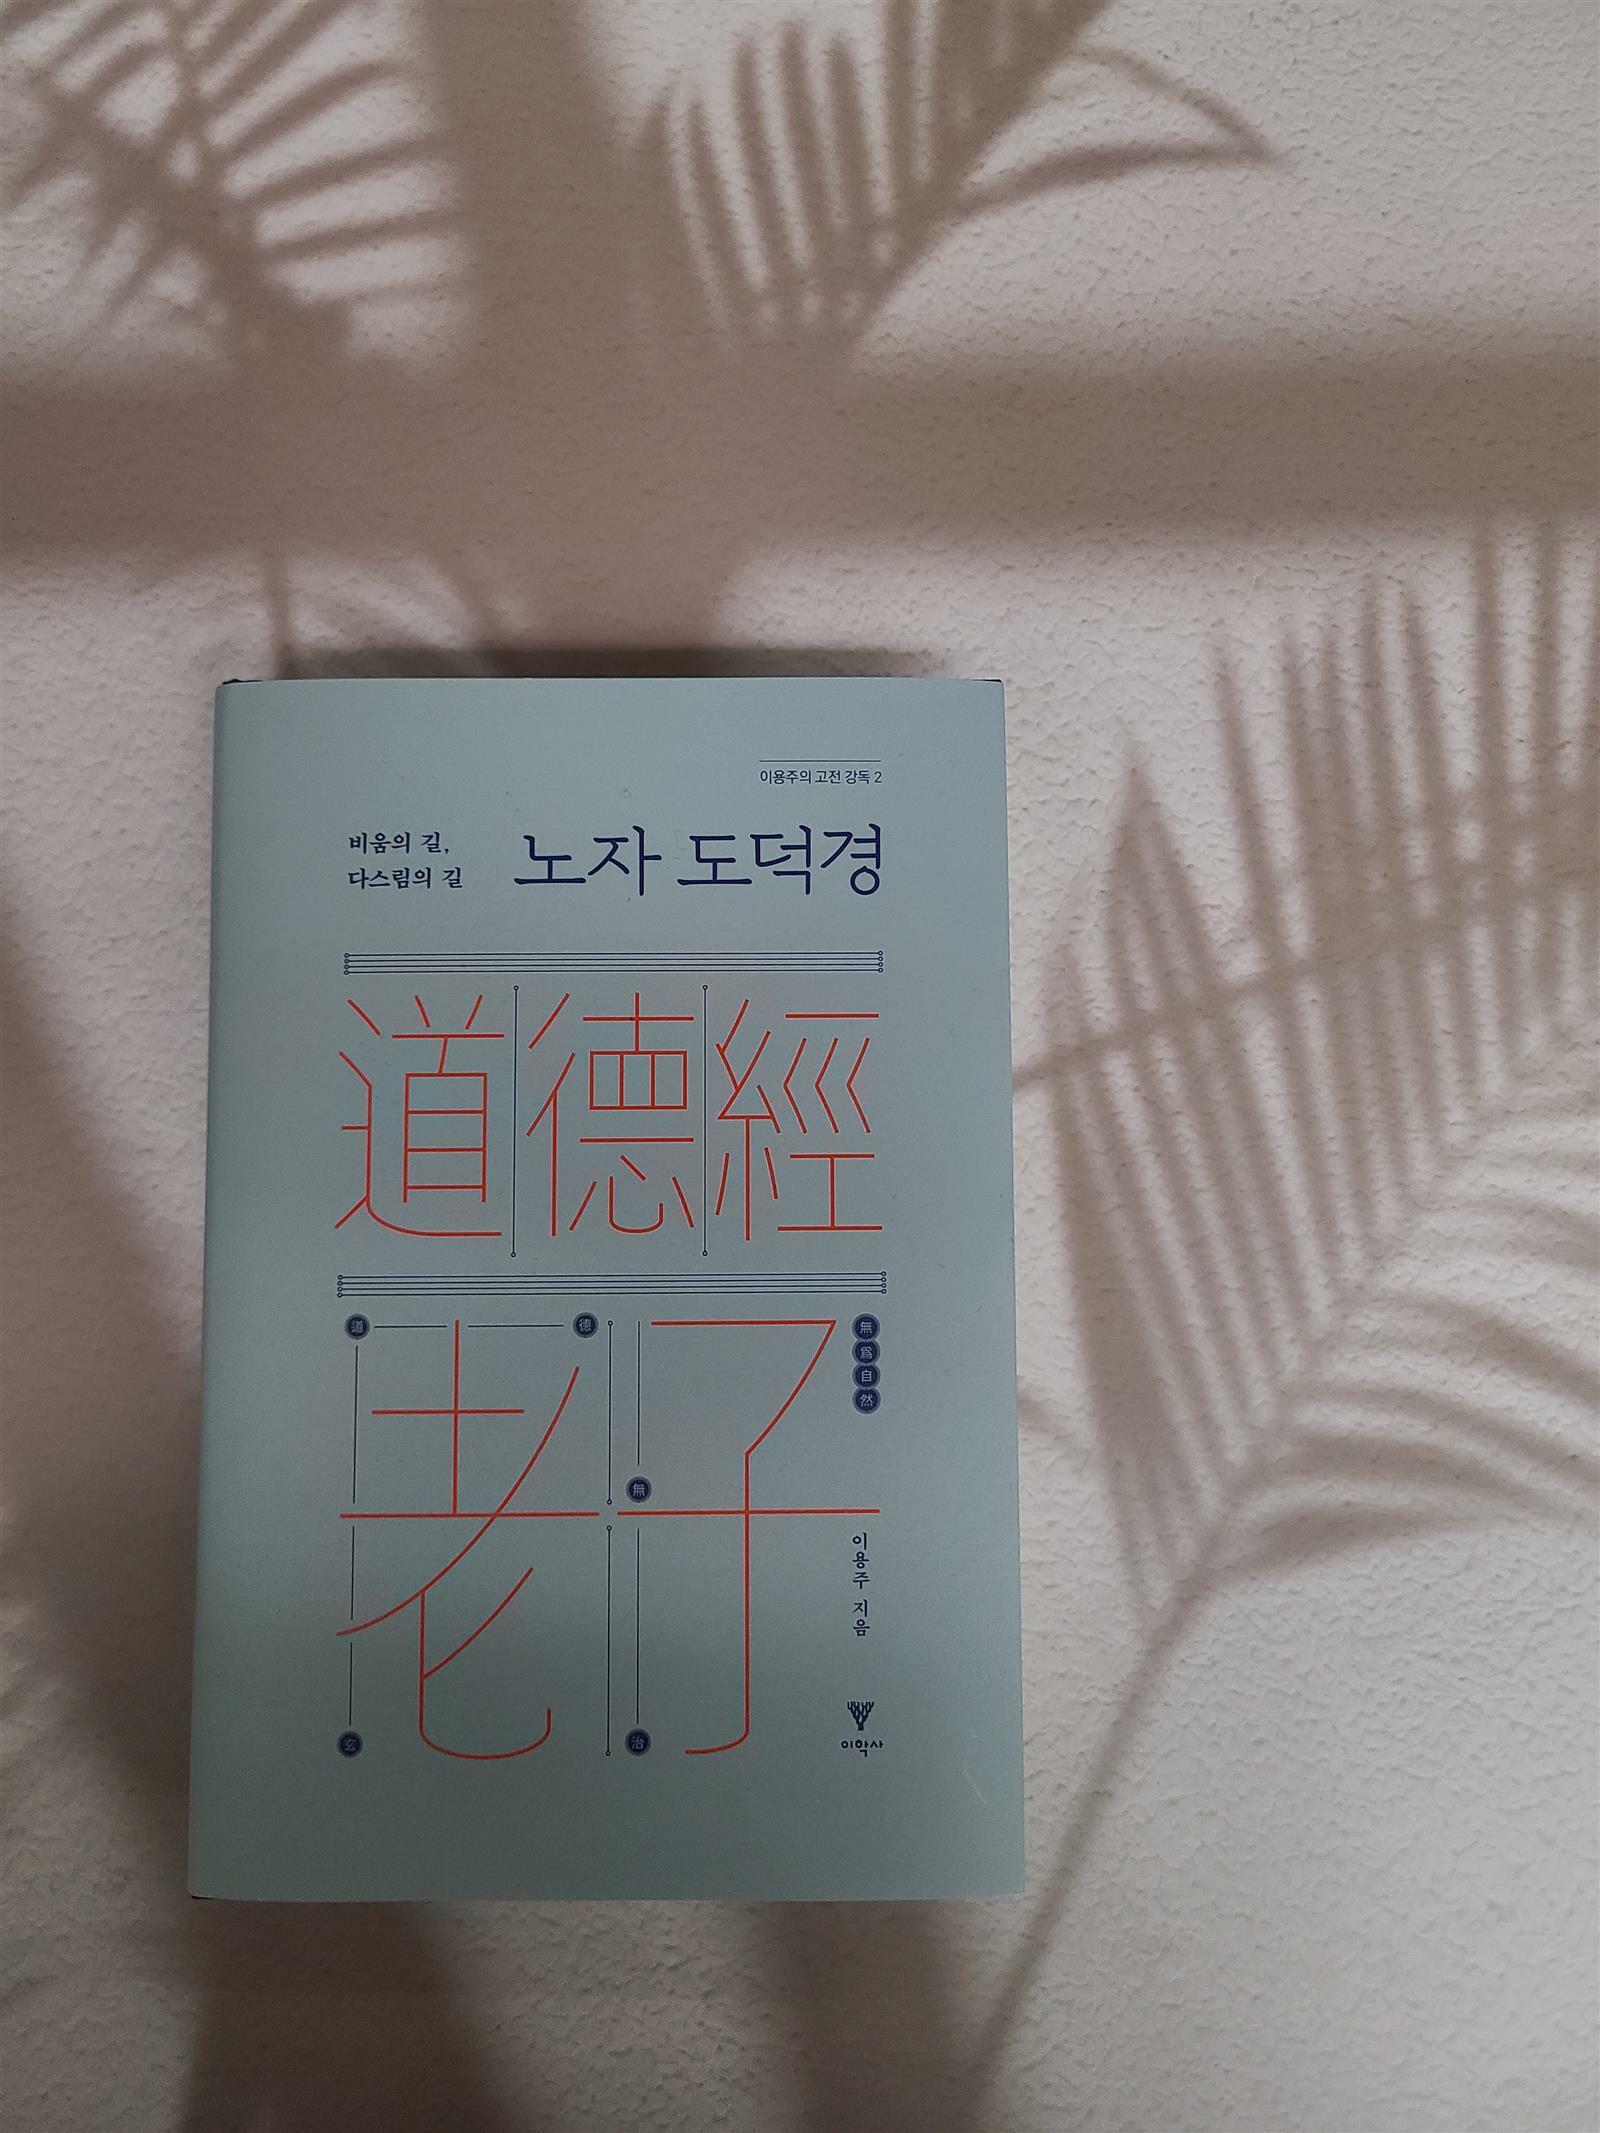 이용주의 고전 강독 2
비움의 길,
다스림의 길
노자 도덕경
道德經
道 德
無爲自然
老子
無
이용주 지음
玄 治
이학사